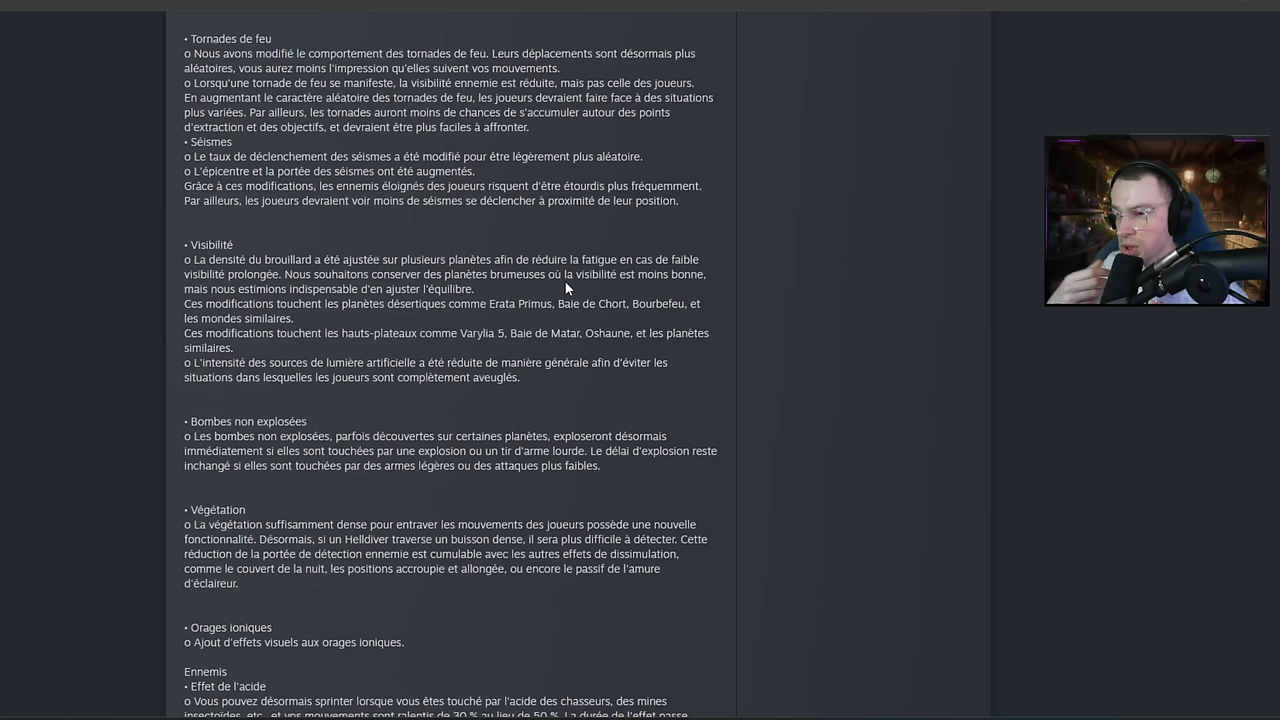 • Tornades de feu
o Nous avons modifié le comportement des tornades de feu. Leurs déplacements sont désormais plus
aléatoires, vous aurez moins l'impression qu'elles suivent vos mouvements.
o Lorsqu'une tornade de feu se manifeste, la visibilité ennemie est réduite, mais pas celle des joueurs.
En augmentant le caractère aléatoire des tornades de feu, les joueurs devraient faire face à des situations
plus variées. Par ailleurs, les tornades auront moins de chances de s'accumuler autour des points
d'extraction et des objectifs, et devraient être plus faciles à affronter.
• Séismes
o Le taux de déclenchement des séismes a été modifié pour être légèrement plus aléatoire.
o L'épicentre et la portée des séismes ont été augmentés.
Grâce à ces modifications, les ennemis éloignés des joueurs risquent d'être étourdis plus fréquemment.
Par ailleurs, les joueurs devraient voir moins de séismes se déclencher à proximité de leur position.
• Visibilité
o La densité du brouillard a été ajustée sur plusieurs planètes afin de réduire la fatigue en cas de faible
visibilité prolongée. Nous souhaitons conserver des planètes brumeuses où la visibilité est moins bonne,
mais nous estimions indispensable d'en ajuster l'équilibre.
Ces modifications touchent les planètes désertiques comme Erata Primus, Baie de Chort, Bourbefeu, et
les mondes similaires.
Ces modifications touchent les hauts-plateaux comme Varylia 5, Baie de Matar, Oshaune, et les planètes
similaires.
o L'intensité des sources de lumière artificielle a été réduite de manière générale afin d'éviter les
situations dans lesquelles les joueurs sont complètement aveuglés.
• Bombes non explosées
o Les bombes non explosées, parfois découvertes sur certaines planètes, exploseront désormais
immédiatement si elles sont touchées par une explosion ou un tir d'arme lourde. Le délai d'explosion reste
inchangé si elles sont touchées par des armes légères ou des attaques plus faibles.
• Végétation
o La végétation suffisamment dense pour entraver les mouvements des joueurs possède une nouvelle
fonctionnalité. Désormais, si un Helldiver traverse un buisson dense, il sera plus difficile à détecter. Cette
réduction de la portée de détection ennemie est cumulable avec les autres effets de dissimulation,
comme le couvert de la nuit, les positions accroupie et allongée, ou encore le passif de l'amure
d'éclaireur.
• Orages ioniques
o Ajout d'effets visuels aux orages ioniques.
Ennemis
• Effet de l'acide
o Vous pouvez désormais sprinter lorsque vous êtes touché par l'acide des chasseurs, des mines
insectoïdes, etc., et vos mouvements sont ralentis de 30 % au lieu de 50 %. La durée de l'effet passe